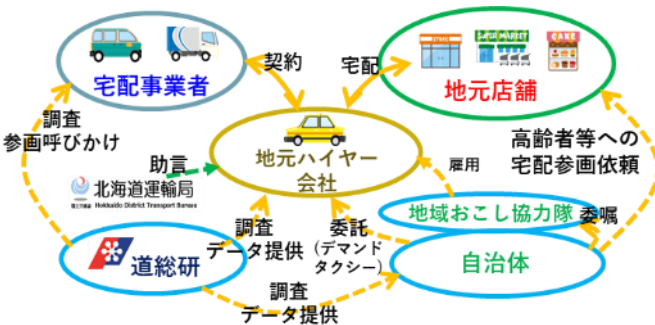 STORE
SUPER MARKET
CAKE
宅配事業者
契約
宅配
地元店舗
調査
参画呼びかけ
地元ハイヤー
会社
高齢者等への
宅配参画依頼
助言
雇用
北海道運輸局
Hokkaido District Transport Bureau
地域おこし協力隊
委嘱
調査
データ提供
委託
(デマンド
タクシー)
道総研
自治体
調査
データ提供